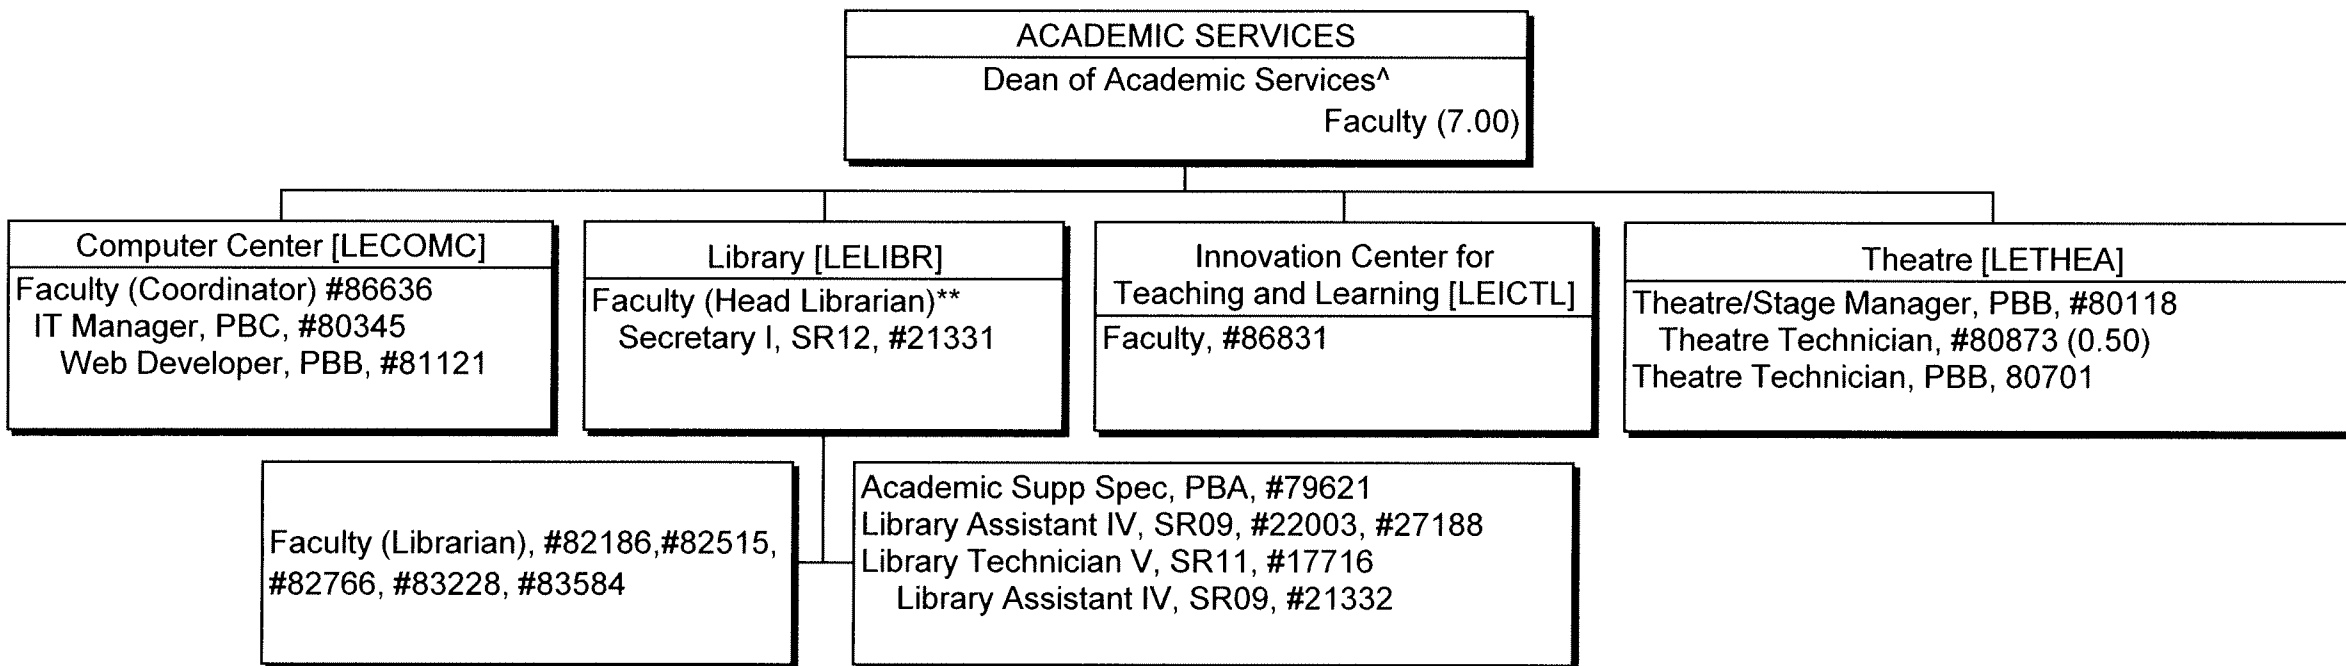 ACADEMIC SERVICES
Dean of Academic Services^
Faculty (7.00)
Computer Center [LECOMC]
Faculty (Coordinator) #86636
IT Manager, PBC, #80345
Web Developer, PBB, #81121
Library [LELIBR]
Faculty (Head Librarian)**
Secretary I, SR12, #21331
Innovation Center for
Teaching and Learning [LEICTL]
Faculty, #86831
Theatre [LETHEA]
Theatre/Stage Manager, PBB, #80118
Theatre Technician, #80873 (0.50)
Theatre Technician, PBB, 80701
Faculty (Librarian), #82186,#82515,
#82766, #83228, #83584
Academic Supp Spec, PBA, #79621
Library Assistant IV, SR09, #22003, #27188
Library Technician V, SR11, #17716
Library Assistant IV, SR09, #21332